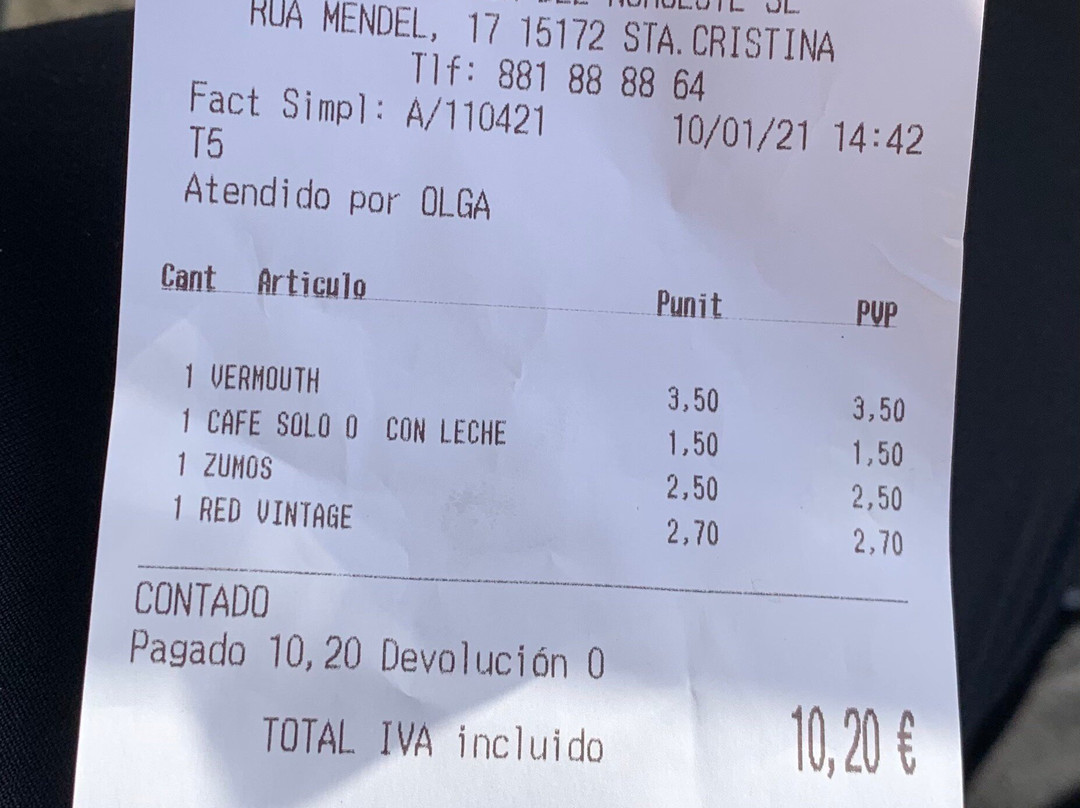 NOROESTE SL
RUA MENDEL, 17 15172 STA.CRISTINA
Tlf: 881 88 88 64
Fact Simpl: A/110421 10/01/21 14:42
T5
Atendido por OLGA
Cant Articulo Punit PVP
1 VERMOUTH 3,50 3,50
1 CAFE SOLO O CON LECHE 1,50 1,50
1 ZUMOS 2,50 2,50
1 RED VINTAGE 2,70 2,70
CONTADO
Pagado 10,20 Devolución 0
TOTAL IVA incluido 10,20 €